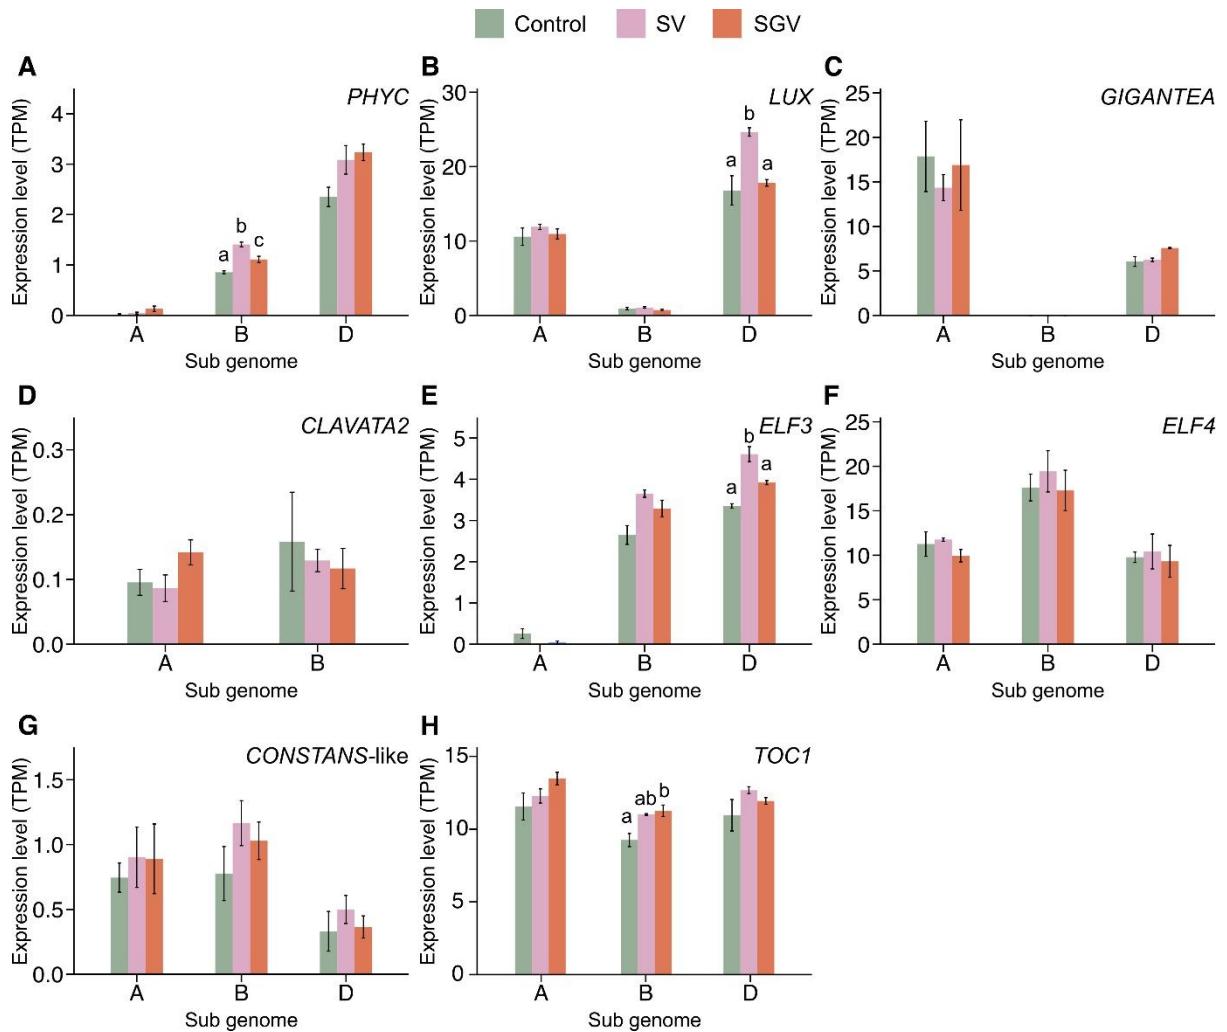 Control SV SGV
A
PHYC
Expression level (TPM)
4
3
2
1
0
a b c
A B D
Sub genome
B
LUX
Expression level (TPM)
30
20
10
0
a b a
A B D
Sub genome
C
GIGANTEA
Expression level (TPM)
25
20
15
10
5
0
A B D
Sub genome
D
CLAVATA2
Expression level (TPM)
0.3
0.2
0.1
0.0
A B
Sub genome
E
ELF3
Expression level (TPM)
5
4
3
2
1
0
a b a
A B D
Sub genome
F
ELF4
Expression level (TPM)
25
20
15
10
5
0
A B D
Sub genome
G
CONSTANS-like
Expression level (TPM)
1.5
1.0
0.5
0.0
A B D
Sub genome
H
TOC1
Expression level (TPM)
15
10
5
0
a ab b
A B D
Sub genome